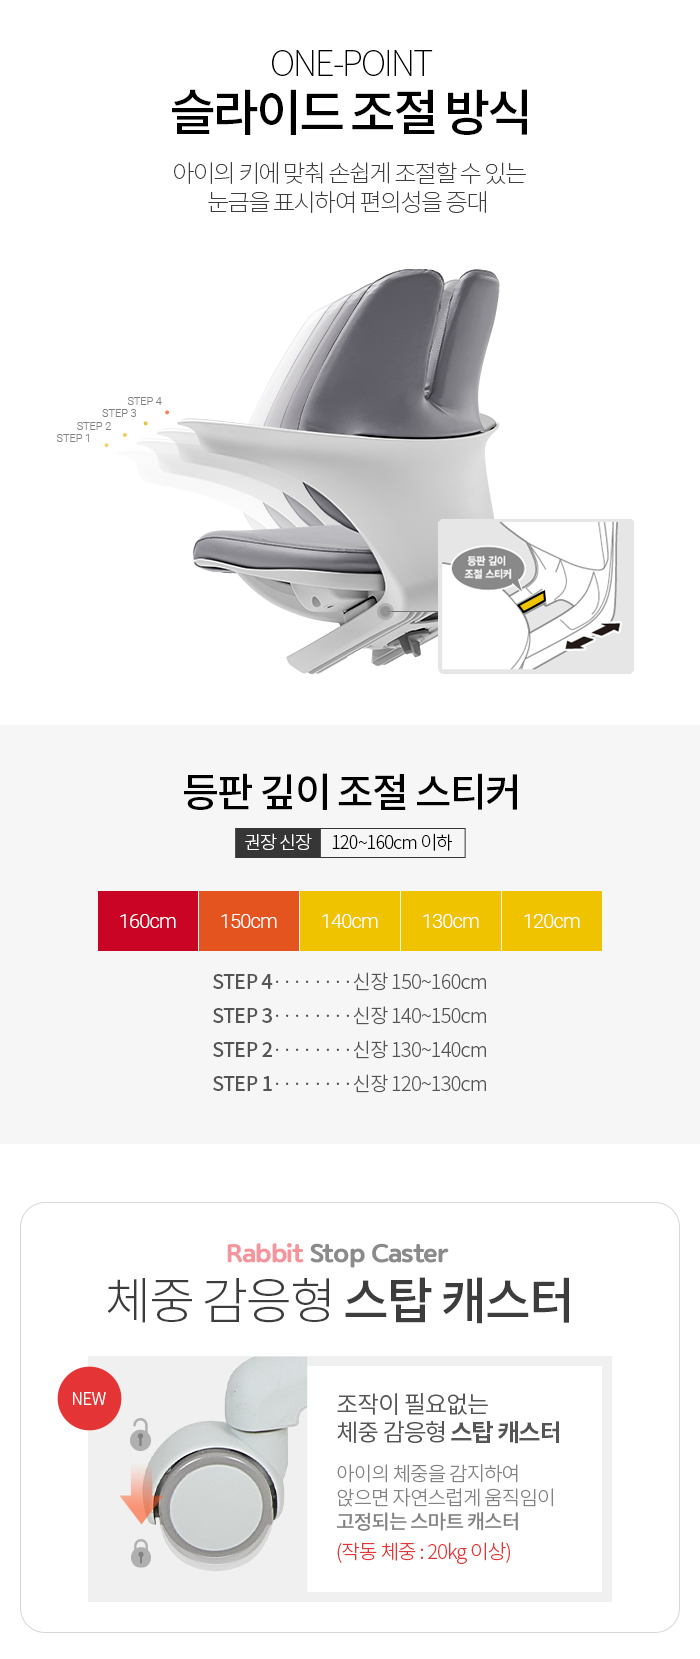 ONE-POINT
슬라이드 조절 방식
아이의 키에 맞춰 손쉽게 조절할 수 있는
눈금을 표시하여 편의성을 증대
STEP 4
STEP 3
STEP 2
STEP 1
등판 깊이
조절 스티커
등판 깊이 조절 스티커
권장 신장 120~160cm 이하
160cm 150cm 140cm 130cm 120cm
STEP 4 · · · · · · · · 신장 150~160cm
STEP 3 · · · · · · · · 신장 140~150cm
STEP 2 · · · · · · · · 신장 130~140cm
STEP 1 · · · · · · · · 신장 120~130cm
Rabbit Stop Caster
체중 감응형 스탑 캐스터
NEW
조작이 필요없는
체중 감응형 스탑 캐스터
아이의 체중을 감지하여
앉으면 자연스럽게 움직임이
고정되는 스마트 캐스터
(작동 체중 : 20kg 이상)